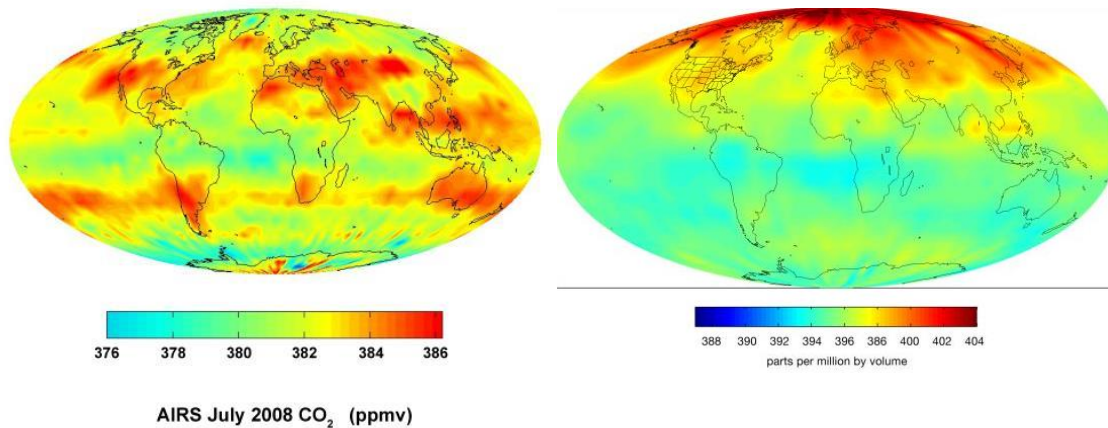 376 378 380 382 384 386
AIRS July 2008 CO₂ (ppmv)
388 390 392 394 396 386 400 402 404
parts per million by volume